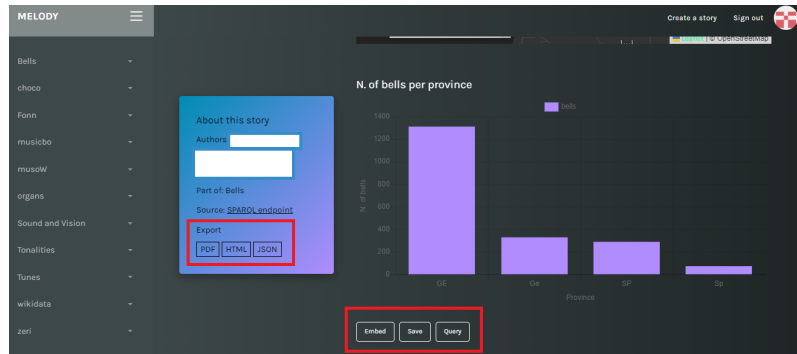 MELODY
Create a story
Sign out
Bells
choco
Fonn
musicbo
musoW
organs
Sound and Vision
Tonalities
Tunes
wikidata
zeri
About this story
Authors
Part of: Bells
Source: SPARQL endpoint
Export
PDF HTML JSON
| © OpenStreetMap
N. of bells per province
bells
N. of bells
1400
1200
1000
800
600
400
200
0
GE Ge SP Sp
Province
Embed Save Query